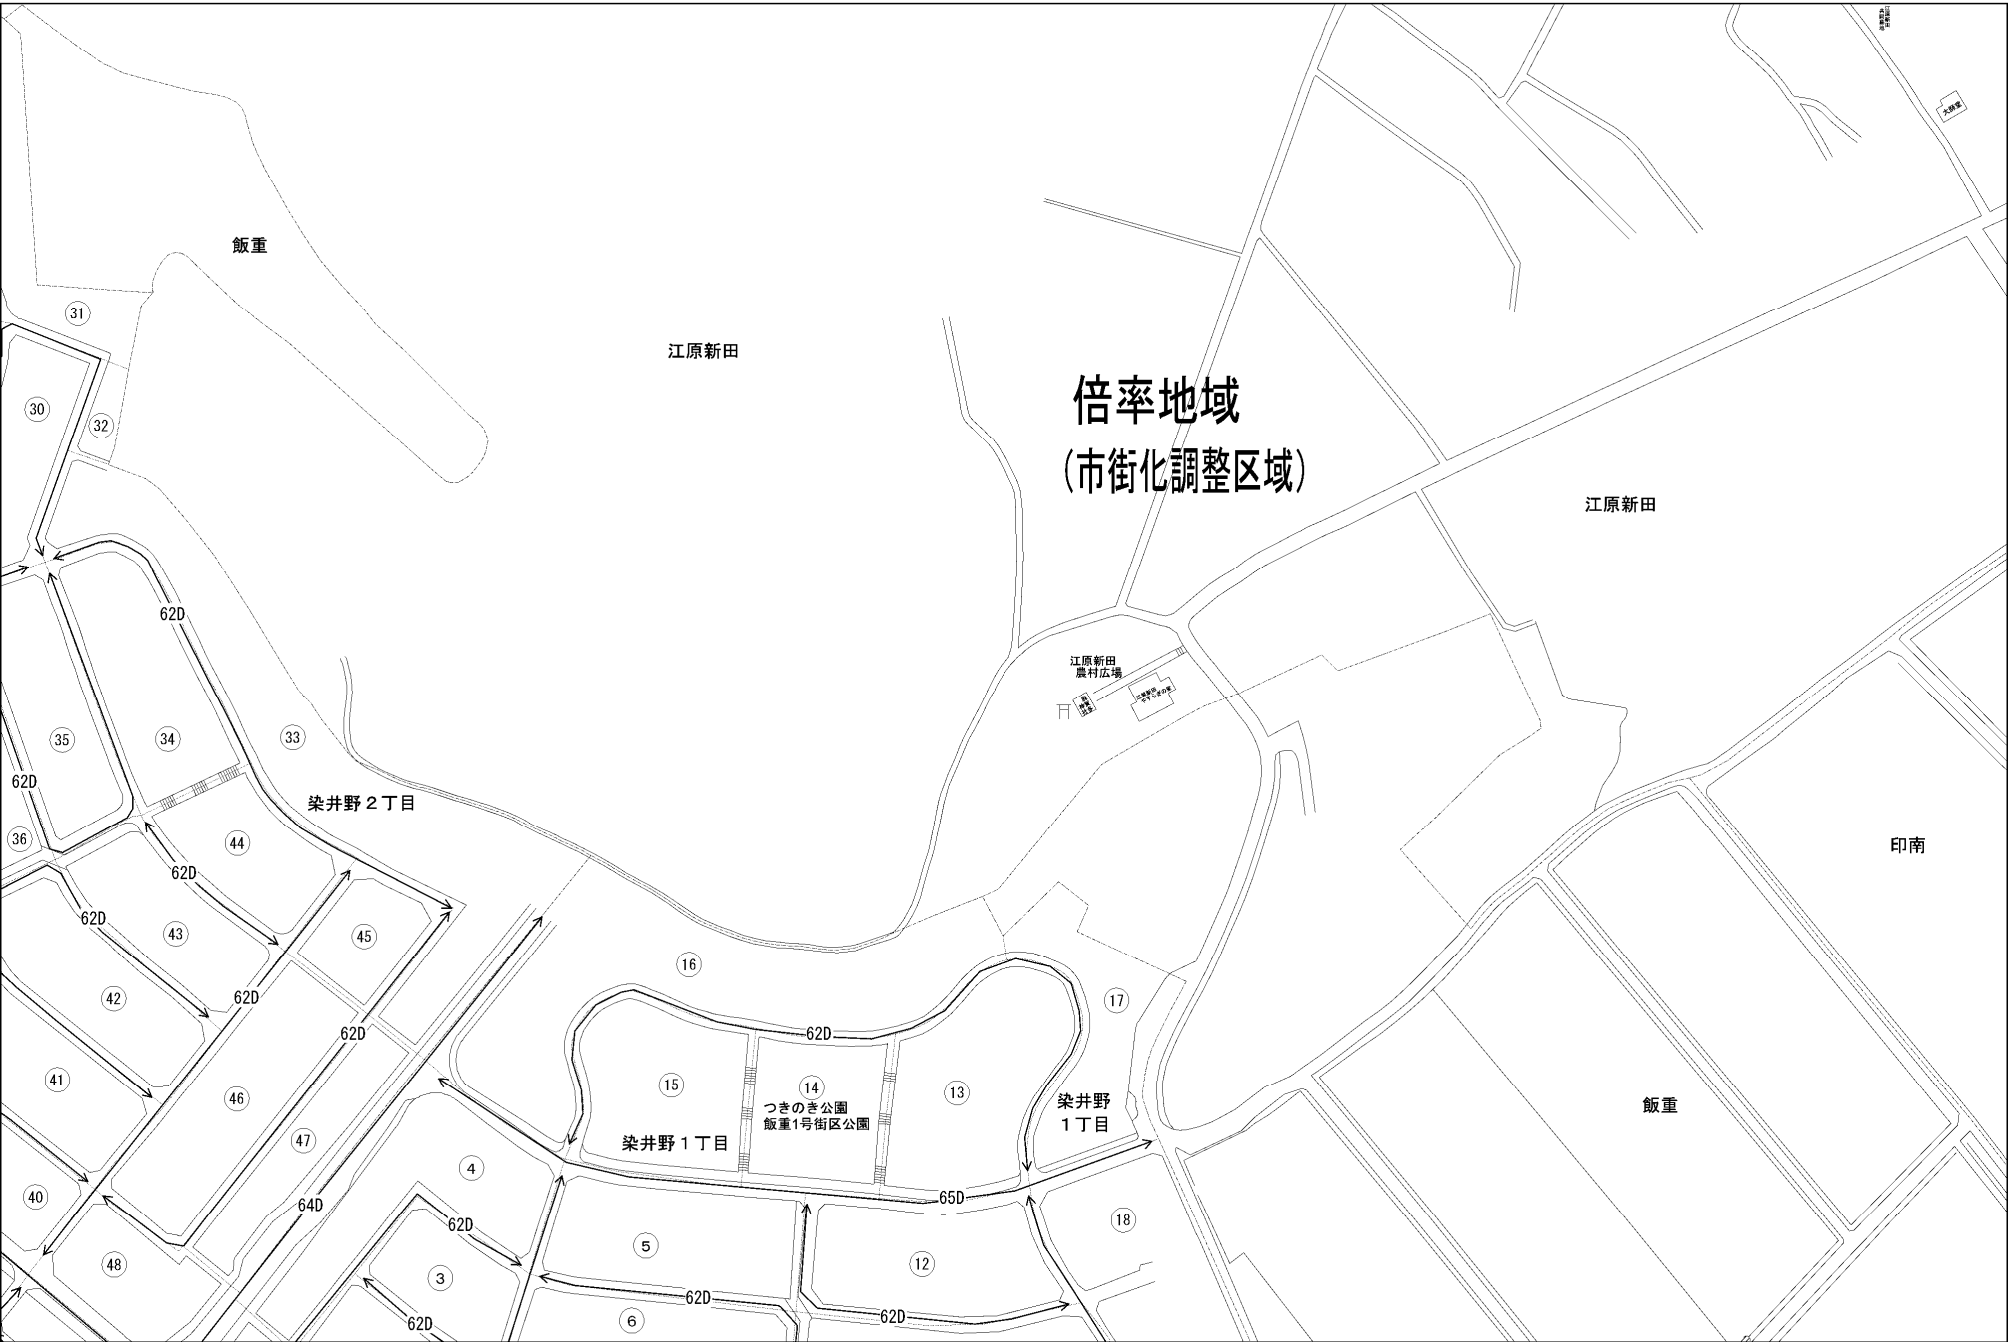 大師堂
飯重
31
江原新田
倍率地域
(市街化調整区域)
30
32
江原新田
62D
江原新田
農村広場
35
34
33
62D
染井野2丁目
36
44
印南
62D
62D
43
45
16
42
62D
17
62D
62D
41
46
15
14
13
つきのき公園
飯重1号街区公園
染井野
1丁目
飯重
47
染井野1丁目
4
40
64D
65D
62D
18
5
48
3
12
62D
62D
62D
6